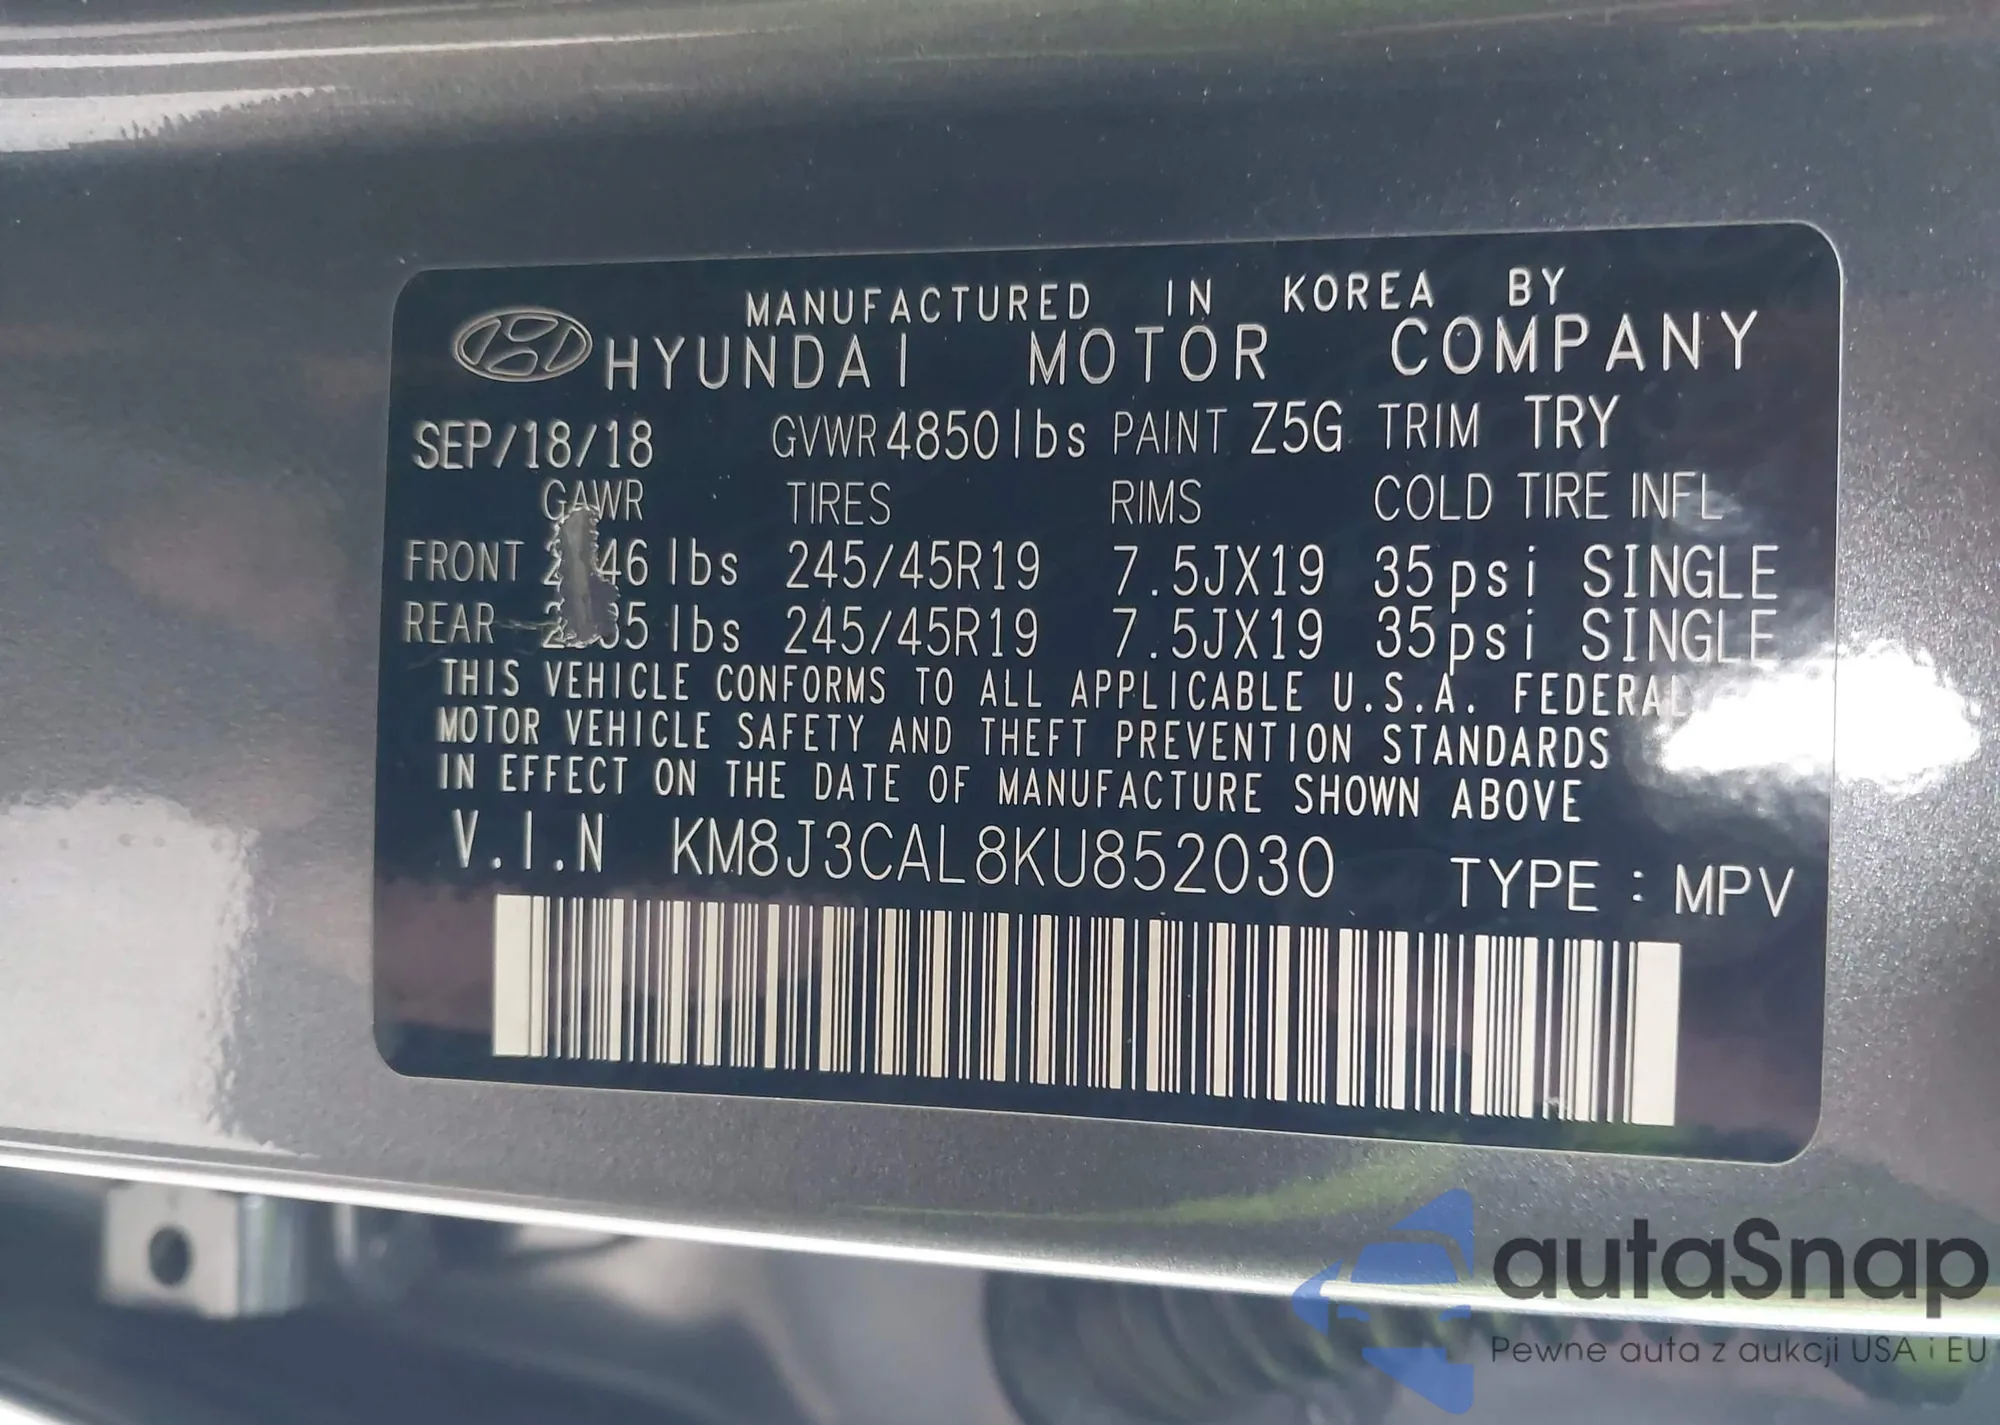 MANUFACTURED IN KOREA BY
HYUNDAI MOTOR COMPANY
SEP/18/18 GVWR 4850lbs PAINT Z5G TRIM TRY
GAWR TIRES RIMS COLD TIRE INFL
FRONT lbs 245/45R19 7.5JX19 35psi SINGLE
REAR lbs 245/45R19 7.5JX19 35psi SINGLE
THIS VEHICLE CONFORMS TO ALL APPLICABLE U.S.A. FEDERAL
MOTOR VEHICLE SAFETY AND THEFT PREVENTION STANDARDS
IN EFFECT ON THE DATE OF MANUFACTURE SHOWN ABOVE
V.I.N KM8J3CAL8KU852030 TYPE : MPV
autaSnap
Pewne auta z aukcji USA i EU